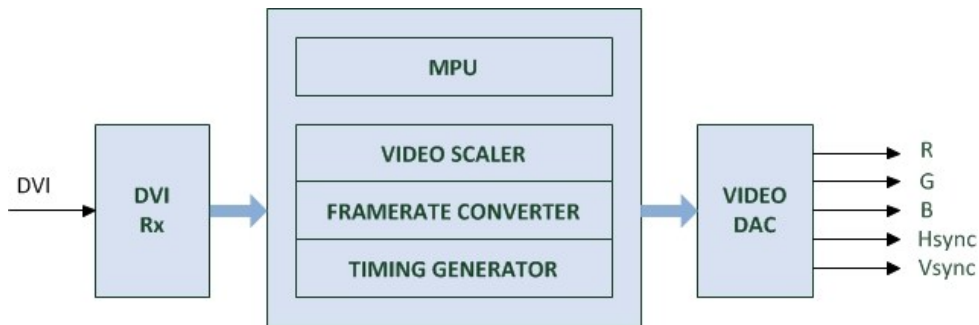 DVI
DVI
Rx
MPU
VIDEO SCALER
FRAMERATE CONVERTER
TIMING GENERATOR
VIDEO
DAC
R
G
B
Hsync
Vsync